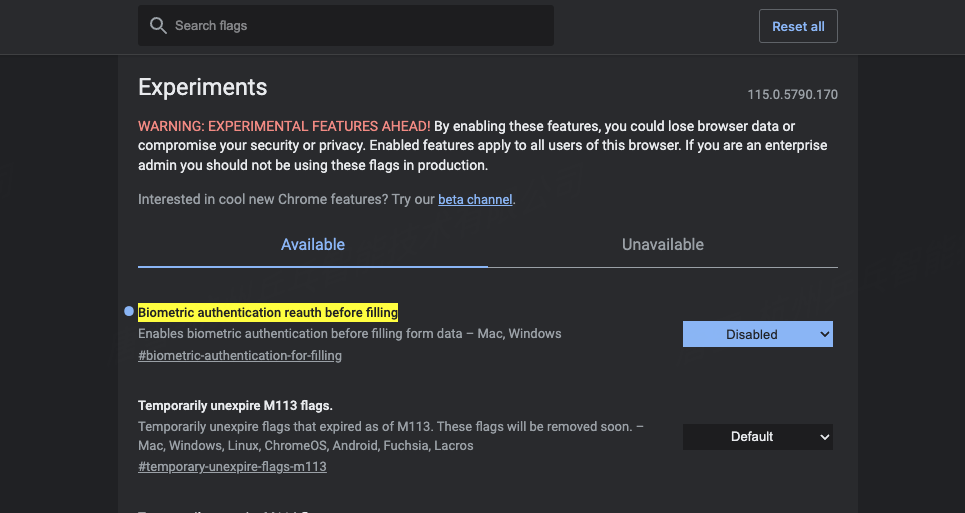 Search flags
Reset all
Experiments
115.0.5790.170
WARNING: EXPERIMENTAL FEATURES AHEAD! By enabling these features, you could lose browser data or
compromise your security or privacy. Enabled features apply to all users of this browser. If you are an enterprise
admin you should not be using these flags in production.
Interested in cool new Chrome features? Try our beta channel.
Available
Unavailable
Biometric authentication reauth before filling
Enables biometric authentication before filling form data – Mac, Windows
#biometric-authentication-for-filling
Disabled
Temporarily unexpire M113 flags.
Temporarily unexpire flags that expired as of M113. These flags will be removed soon. –
Mac, Windows, Linux, ChromeOS, Android, Fuchsia, Lacros
#temporary-unexpire-flags-m113
Default